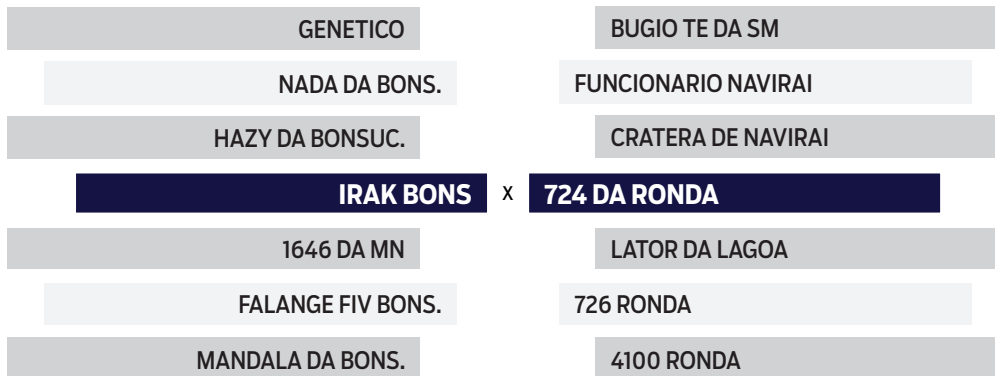 GENETICO BUGIO TE DA SM
NADA DA BONS. FUNCIONARIO NAVIRAI
HAZY DA BONSUC. CRATERA DE NAVIRAI
IRAK BONS X 724 DA RONDA
1646 DA MN LATOR DA LAGOA
FALANGE FIV BONS. 726 RONDA
MANDALA DA BONS. 4100 RONDA